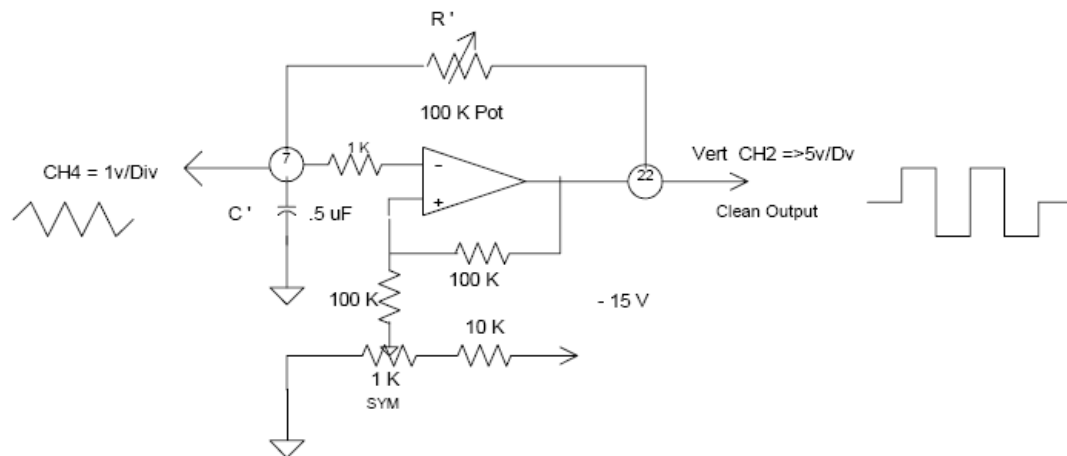 R '
100 K Pot
7
1 K
CH4 = 1v/Div
Vert CH2 =>5v/Dv
22
−
+
C '
.5 uF
Clean Output
100 K
100 K
- 15 V
10 K
1 K
SYM